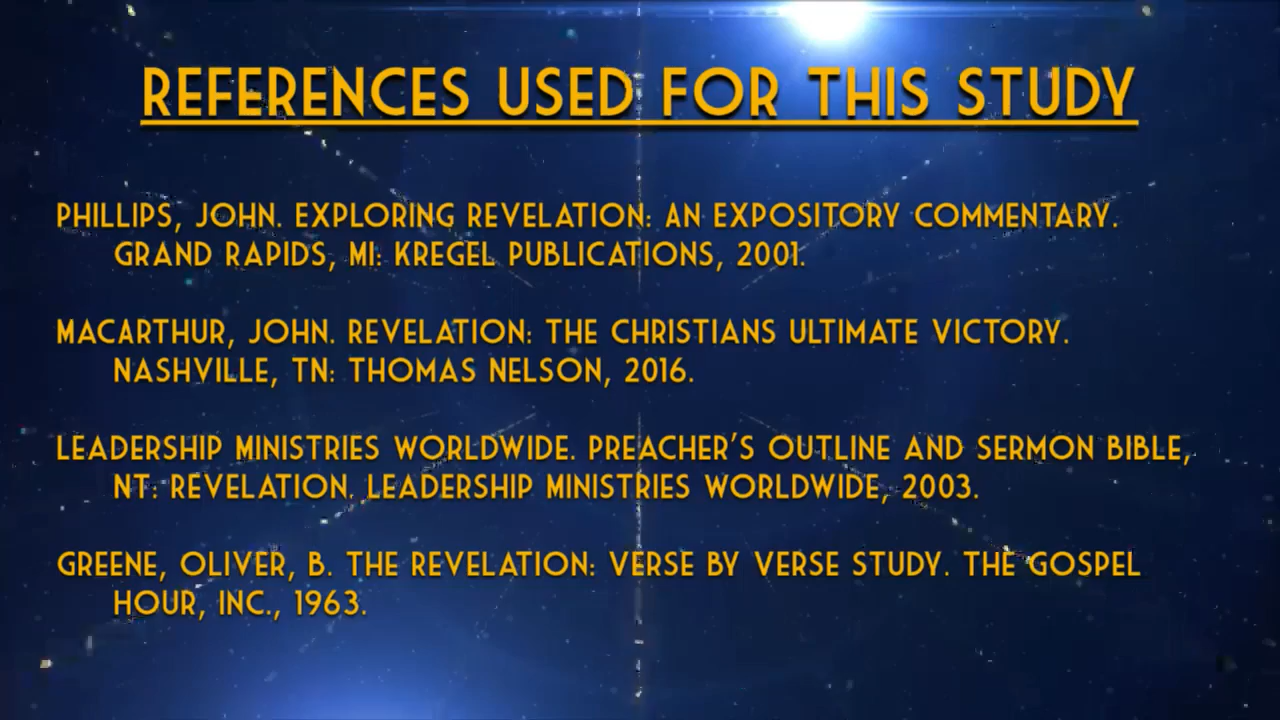 REFERENCES USED FOR THIS STUDY
PHILLIPS, JOHN. EXPLORING REVELATION: AN EXPOSITORY COMMENTARY.
GRAND RAPIDS, MI: KREGEL PUBLICATIONS, 2001.
MACARTHUR, JOHN. REVELATION: THE CHRISTIANS ULTIMATE VICTORY.
NASHVILLE, TN: THOMAS NELSON, 2016.
LEADERSHIP MINISTRIES WORLDWIDE. PREACHER'S OUTLINE AND SERMON BIBLE,
NT: REVELATION. LEADERSHIP MINISTRIES WORLDWIDE, 2003.
GREENE, OLIVER, B. THE REVELATION: VERSE BY VERSE STUDY. THE GOSPEL
HOUR, INC., 1963.